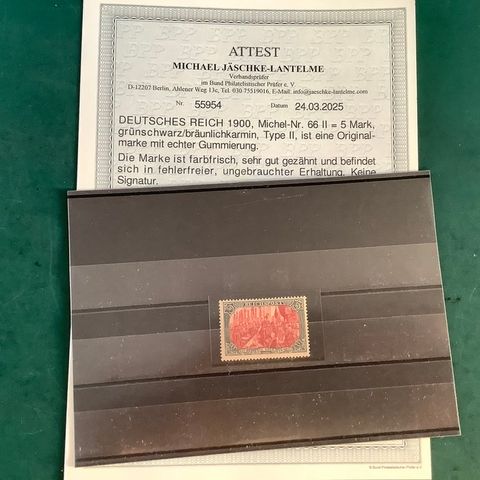 ATTEST
MICHAEL JÄSCHKE-LANTELME
Verbandsprüfer
im Bund Philatelistischer Prüfer e. V.
D-12207 Berlin, Ahlener Weg 13c, Tel. 030-75519016, E-Mail: info@jaeschke-lantelme.com
Nr. 55954 Datum 24.03.2025
DEUTSCHES REICH 1900, Michel-Nr. 66 II = 5 Mark,
grünschwarz/bräunlichkarmin, Type II, ist eine Original-
marke mit echter Gummierung.
Die Marke ist farbfrisch, sehr gut gezähnt und befindet
sich in fehlerfreier, ungebrauchter Erhaltung. Keine
Signatur.
REICHSPOST